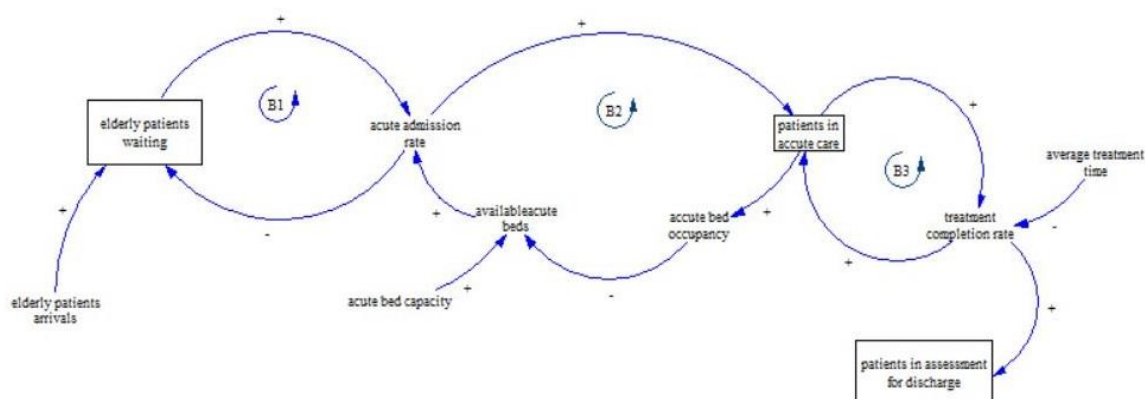 +
+
B1
B2
elderly patients
waiting
acute admission
rate
patients in
accute care
+
B3
average treatment
time
+
+
availableacute
beds
+
accute bed
occupancy
treatment
completion rate
-
-
+
elderly patients
arrivals
acute bed capacity
+
-
+
patients in assessment
for discharge